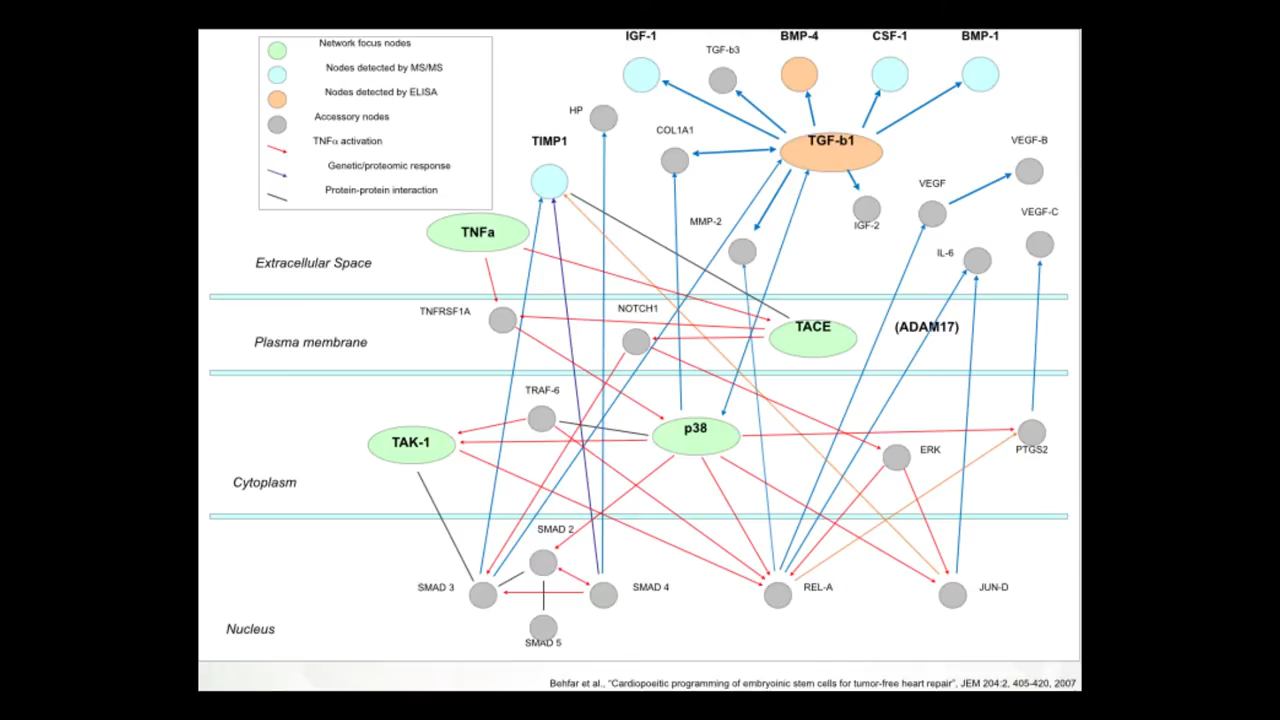 Network focus nodes
Nodes detected by MS/MS
Nodes detected by ELISA
Accessory nodes
TNFα activation
Genetic/proteomic response
Protein-protein interaction
IGF-1
TGF-b3
BMP-4
CSF-1
BMP-1
HP
TIMP1
COL1A1
TGF-b1
VEGF-B
VEGF
MMP-2
IGF-2
VEGF-C
TNFa
IL-6
Extracellular Space
TNFRSF1A
NOTCH1
TACE
(ADAM17)
Plasma membrane
TRAF-6
TAK-1
p38
ERK
PTGS2
Cytoplasm
SMAD 2
SMAD 3
SMAD 4
REL-A
JUN-D
Nucleus
SMAD 5
Behfar et al., “Cardiopoeitic programming of embryoinic stem cells for tumor-free heart repair”, JEM 204:2, 405-420, 2007